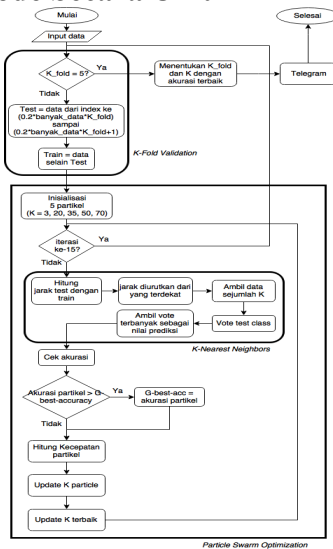 Mulai
Selesai
Input data
K_fold = 5?
Ya
Menentukan K_fold
dan K dengan
akurasi terbaik
Telegram
Tidak
Test = data dari index ke
(0.2*banyak_data*K_fold)
sampai
(0.2*banyak_data*K_fold+1)
Train = data
selain Test
K-Fold Validation
Inisialisasi
5 partikel
(K = 3, 20, 35, 50, 70)
iterasi
ke-15?
Ya
Tidak
Hitung
jarak test dengan
train
jarak diurutkan dari
yang terdekat
Ambil data
sejumlah K
Ambil vote
terbanyak sebagai
nilai prediksi
Vote test class
K-Nearest Neighbors
Cek akurasi
Akurasi partikel > G-
best-accuracy
Ya
G-best-acc =
akurasi partikel
Tidak
Hitung Kecepatan
partikel
Update K particle
Update K terbaik
Particle Swarm Optimization